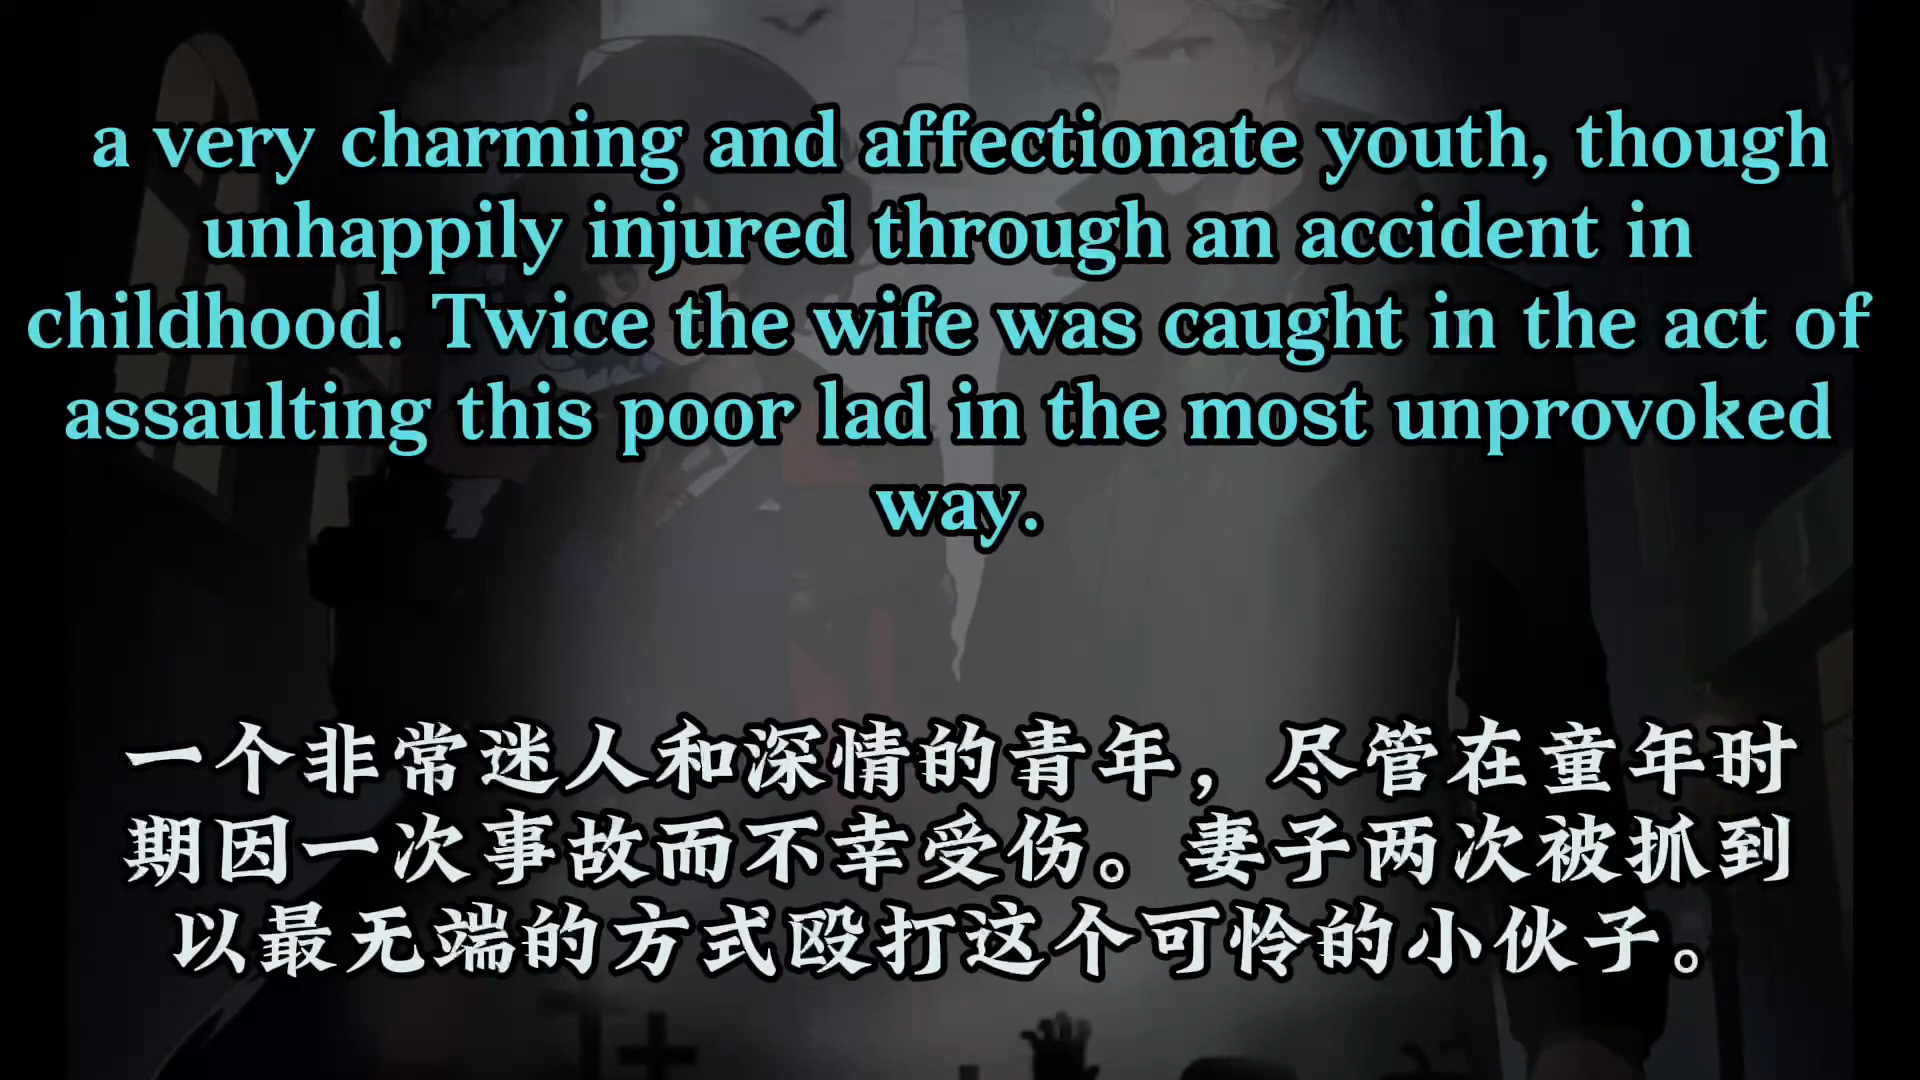 a very charming and affectionate youth, though
unhappily injured through an accident in
childhood. Twice the wife was caught in the act of
assaulting this poor lad in the most unprovoked
way.
一个非常迷人和深情的青年，尽管在童年时
期因一次事故而不幸受伤。妻子两次被抓到
以最无端的方式殴打这个可怜的小伙子。